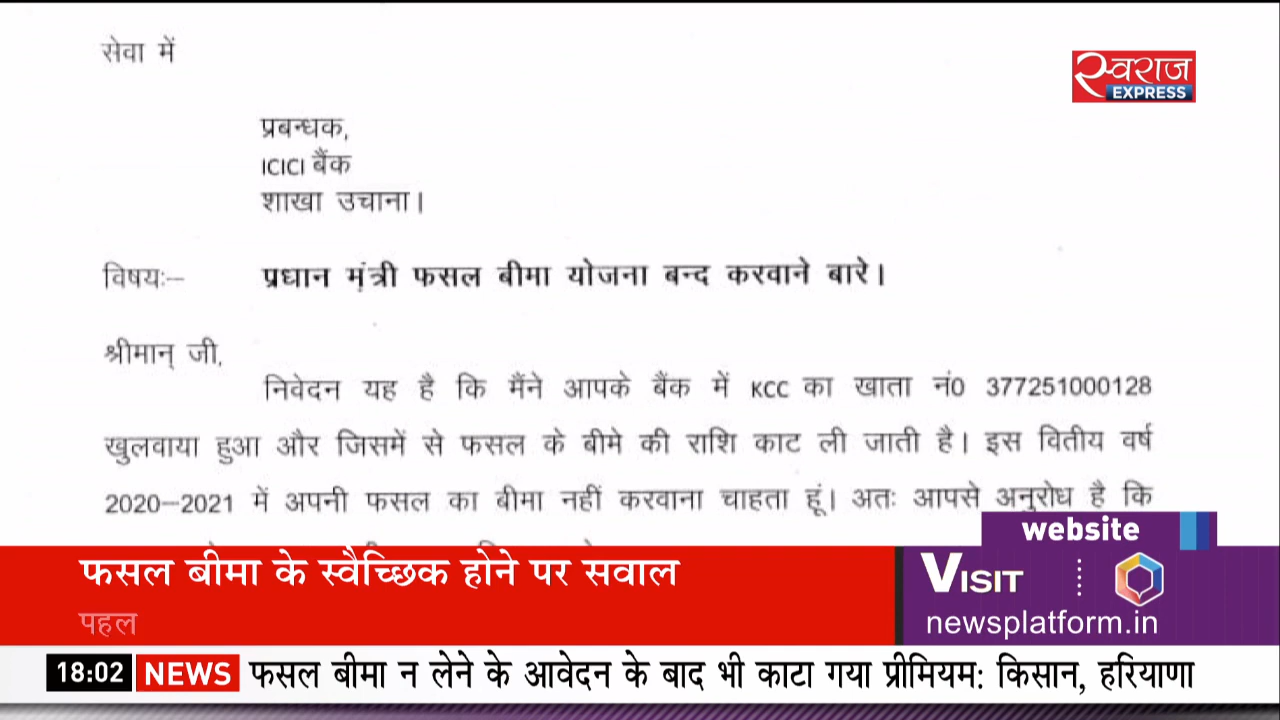 सेवा में
स्वराज
EXPRESS
प्रबन्धक,
ICICI बैंक
शाखा उचाना।
विषयः– प्रधान मंत्री फसल बीमा योजना बन्द करवाने बारे।
श्रीमान् जी,
निवेदन यह है कि मैंने आपके बैंक में KCC का खाता नं0 377251000128
खुलवाया हुआ और जिसमें से फसल के बीमे की राशि काट ली जाती है। इस वितीय वर्ष
2020–2021 में अपनी फसल का बीमा नहीं करवाना चाहता हूं। अतः आपसे अनुरोध है कि
website
फसल बीमा के स्वैच्छिक होने पर सवाल
VISIT
पहल
newsplatform.in
18:02 NEWS फसल बीमा न लेने के आवेदन के बाद भी काटा गया प्रीमियम: किसान, हरियाणा